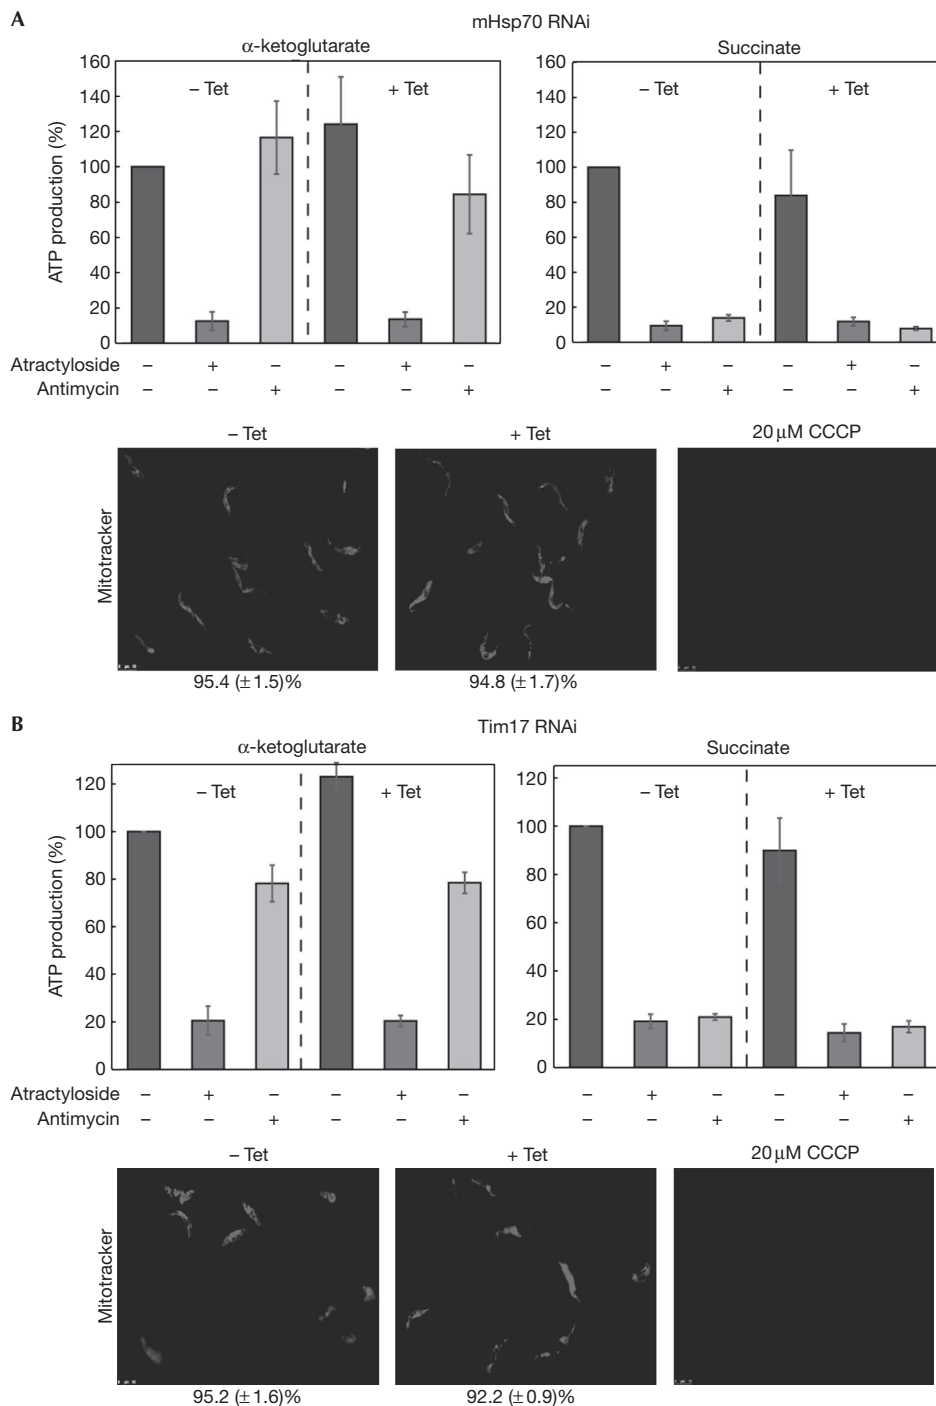 A
mHsp70 RNAi
α-ketoglutarate
Succinate
– Tet
+ Tet
– Tet
+ Tet
ATP production (%)
160
140
120
100
80
60
40
20
0
160
140
120
100
80
60
40
20
0
Atractyloside – + – – + – – + – – + –
Antimycin – – + – – + – – + – – +
– Tet
+ Tet
20 μM CCCP
Mitotracker
95.4 (±1.5)%
94.8 (±1.7)%
B
Tim17 RNAi
α-ketoglutarate
Succinate
– Tet
+ Tet
– Tet
+ Tet
ATP production (%)
120
100
80
60
40
20
0
120
100
80
60
40
20
0
Atractyloside – + – – + – – + – – + –
Antimycin – – + – – + – – + – – +
– Tet
+ Tet
20 μM CCCP
Mitotracker
95.2 (±1.6)%
92.2 (±0.9)%